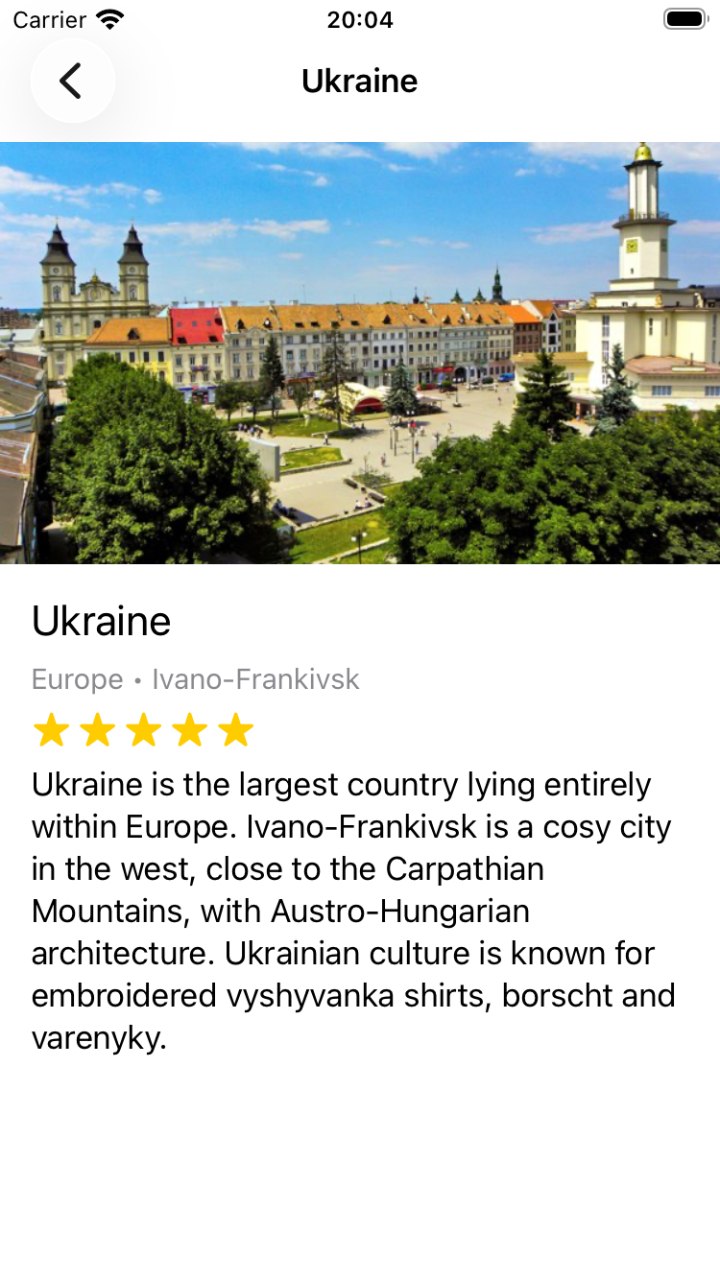 Carrier 20:04
Ukraine
Ukraine
Europe • Ivano-Frankivsk
Ukraine is the largest country lying entirely
within Europe. Ivano-Frankivsk is a cosy city
in the west, close to the Carpathian
Mountains, with Austro-Hungarian
architecture. Ukrainian culture is known for
embroidered vyshyvanka shirts, borscht and
varenyky.